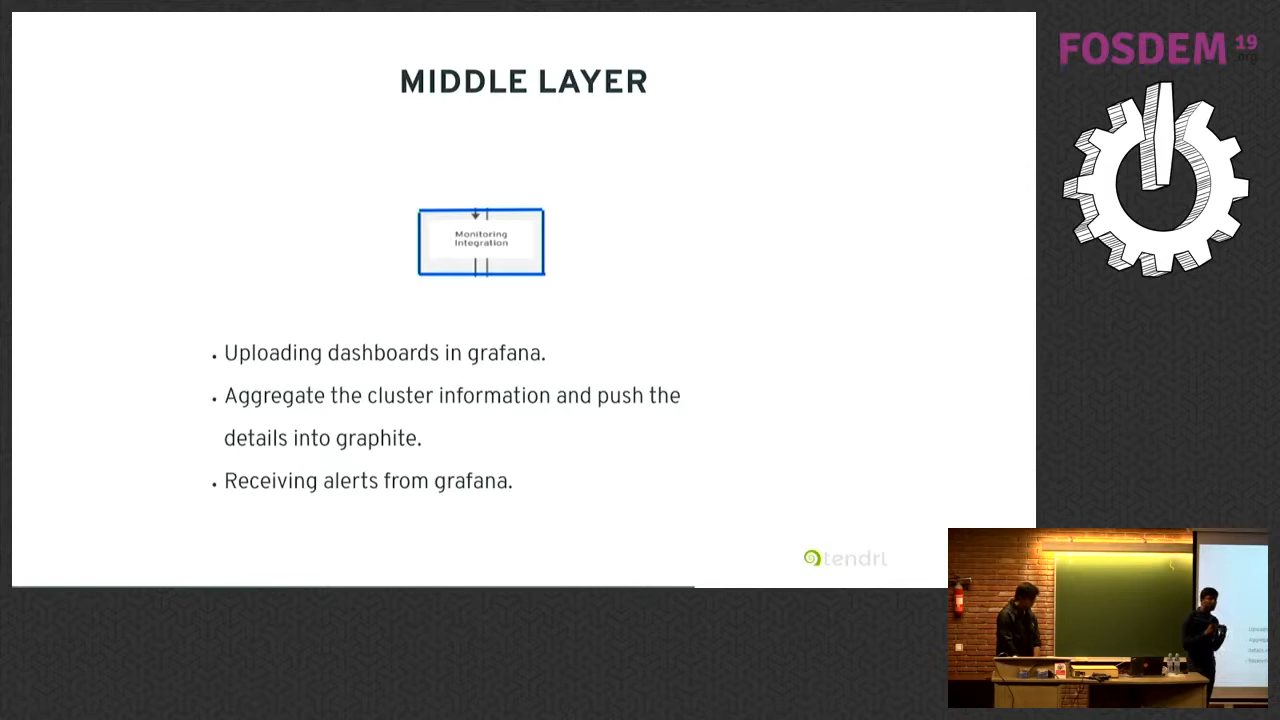 MIDDLE LAYER
Monitoring
Integration
• Uploading dashboards in grafana.
• Aggregate the cluster information and push the
details into graphite.
• Receiving alerts from grafana.
tendrl
FOSDEM 19
.org